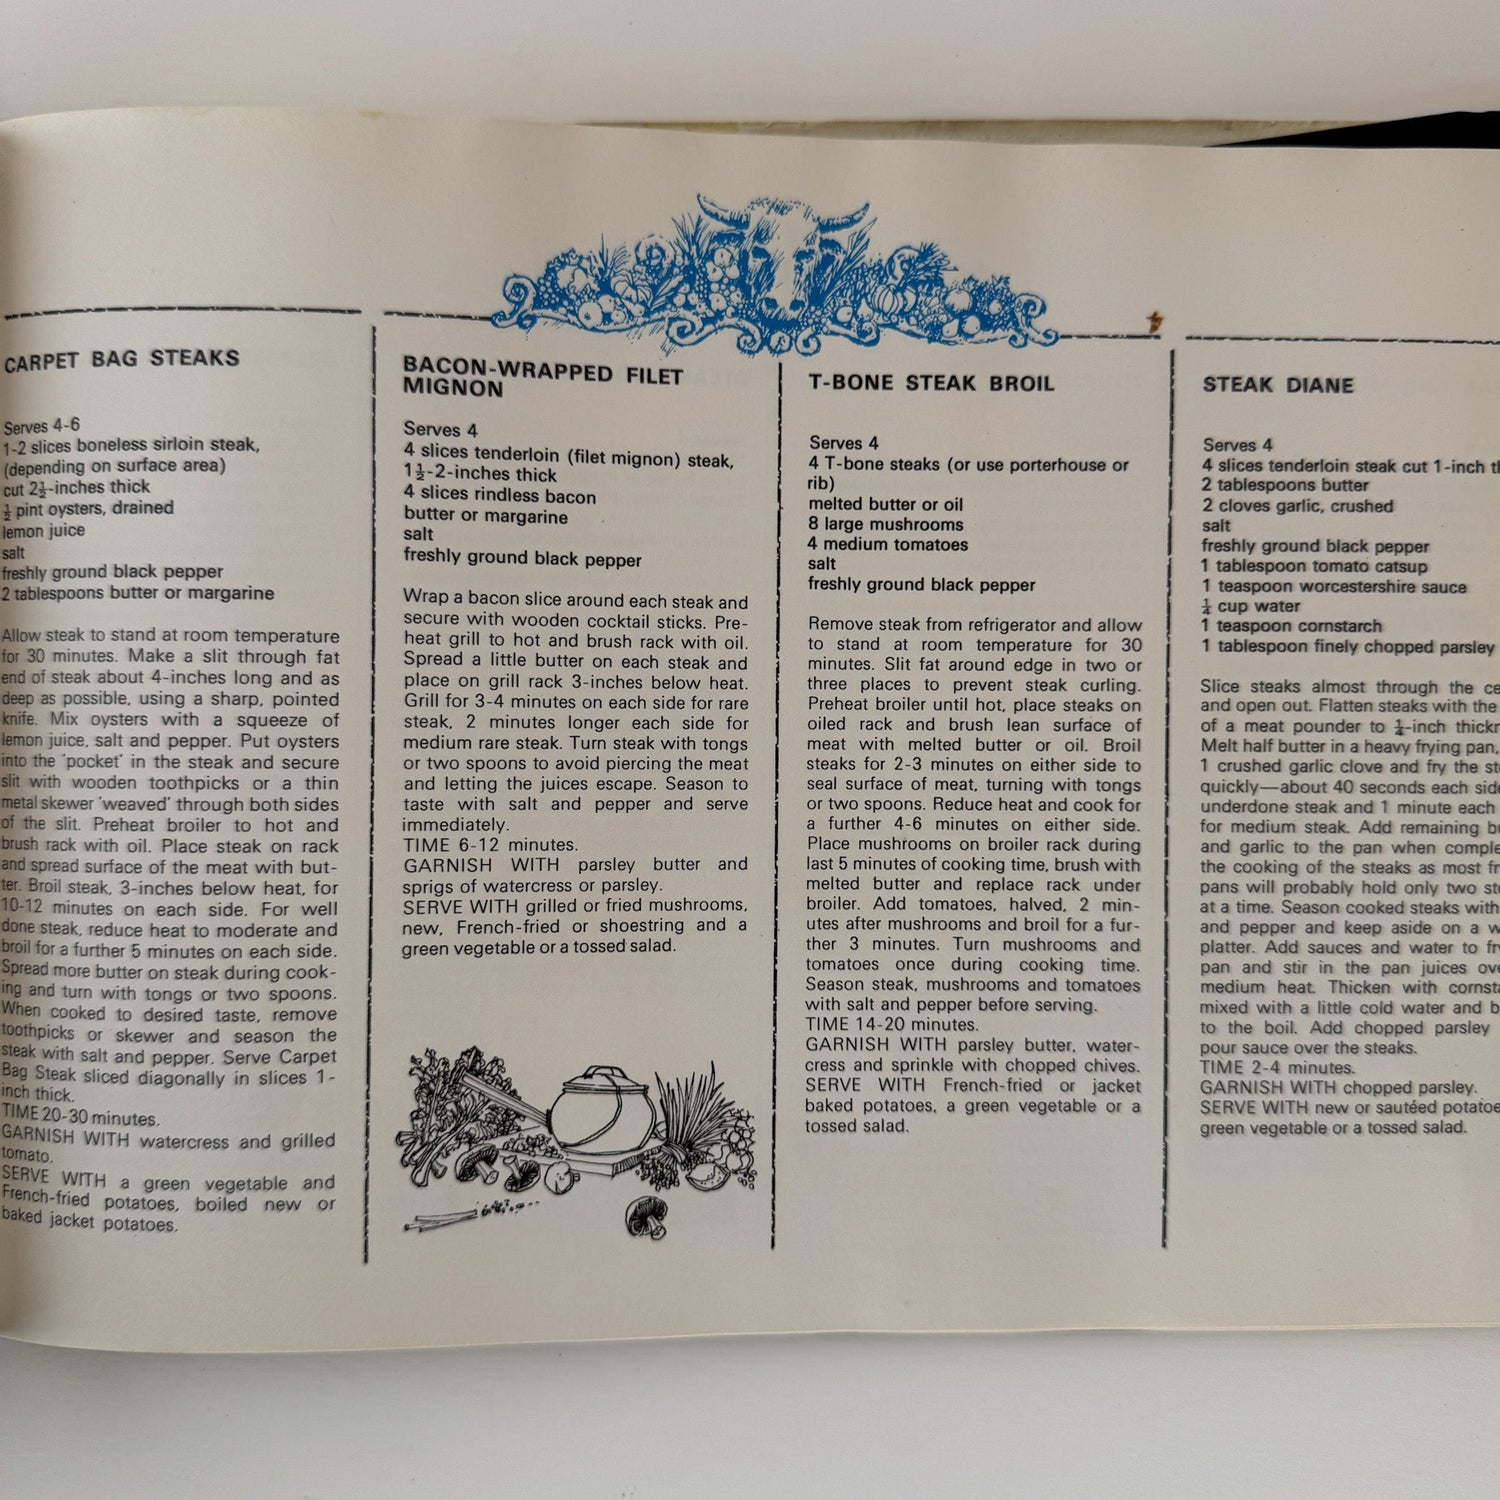 CARPET BAG STEAKS
Serves 4-6
1-2 slices boneless sirloin steak,
(depending on surface area)
cut 2½-inches thick
½ pint oysters, drained
lemon juice
salt
freshly ground black pepper
2 tablespoons butter or margarine
Allow steak to stand at room temperature
for 30 minutes. Make a slit through fat
end of steak about 4-inches long and as
deep as possible, using a sharp, pointed
knife. Mix oysters with a squeeze of
lemon juice, salt and pepper. Put oysters
into the 'pocket' in the steak and secure
slit with wooden toothpicks or a thin
metal skewer 'weaved' through both sides
of the slit. Preheat broiler to hot and
brush rack with oil. Place steak on rack
and spread surface of the meat with but-
ter. Broil steak, 3-inches below heat, for
10-12 minutes on each side. For well
done steak, reduce heat to moderate and
broil for a further 5 minutes on each side.
Spread more butter on steak during cook-
ing and turn with tongs or two spoons.
When cooked to desired taste, remove
toothpicks or skewer and season the
steak with salt and pepper. Serve Carpet
Bag Steak sliced diagonally in slices 1-
inch thick.
TIME 20-30 minutes.
GARNISH WITH watercress and grilled
tomato.
SERVE WITH a green vegetable and
French-fried potatoes, boiled new or
baked jacket potatoes.
BACON-WRAPPED FILET
MIGNON
Serves 4
4 slices tenderloin (filet mignon) steak,
1½-2-inches thick
4 slices rindless bacon
butter or margarine
salt
freshly ground black pepper
Wrap a bacon slice around each steak and
secure with wooden cocktail sticks. Pre-
heat grill to hot and brush rack with oil.
Spread a little butter on each steak and
place on grill rack 3-inches below heat.
Grill for 3-4 minutes on each side for rare
steak, 2 minutes longer each side for
medium rare steak. Turn steak with tongs
or two spoons to avoid piercing the meat
and letting the juices escape. Season to
taste with salt and pepper and serve
immediately.
TIME 6-12 minutes.
GARNISH WITH parsley butter and
sprigs of watercress or parsley.
SERVE WITH grilled or fried mushrooms,
new, French-fried or shoestring and a
green vegetable or a tossed salad.
T-BONE STEAK BROIL
Serves 4
4 T-bone steaks (or use porterhouse or
rib)
melted butter or oil
8 large mushrooms
4 medium tomatoes
salt
freshly ground black pepper
Remove steak from refrigerator and allow
to stand at room temperature for 30
minutes. Slit fat around edge in two or
three places to prevent steak curling.
Preheat broiler until hot, place steaks on
oiled rack and brush lean surface of
meat with melted butter or oil. Broil
steaks for 2-3 minutes on either side to
seal surface of meat, turning with tongs
or two spoons. Reduce heat and cook for
a further 4-6 minutes on either side.
Place mushrooms on broiler rack during
last 5 minutes of cooking time, brush with
melted butter and replace rack under
broiler. Add tomatoes, halved, 2 min-
utes after mushrooms and broil for a fur-
ther 3 minutes. Turn mushrooms and
tomatoes once during cooking time.
Season steak, mushrooms and tomatoes
with salt and pepper before serving.
TIME 14-20 minutes.
GARNISH WITH parsley butter, water-
cress and sprinkle with chopped chives.
SERVE WITH French-fried or jacket
baked potatoes, a green vegetable or a
tossed salad.
STEAK DIANE
Serves 4
4 slices tenderloin steak cut 1-inch th
2 tablespoons butter
2 cloves garlic, crushed
salt
freshly ground black pepper
1 tablespoon tomato catsup
1 teaspoon worcestershire sauce
¼ cup water
1 teaspoon cornstarch
1 tablespoon finely chopped parsley
Slice steaks almost through the ce
and open out. Flatten steaks with the
of a meat pounder to ¼-inch thickn
Melt half butter in a heavy frying pan,
1 crushed garlic clove and fry the ste
quickly—about 40 seconds each side
underdone steak and 1 minute each
for medium steak. Add remaining bu
and garlic to the pan when comple
the cooking of the steaks as most fr
pans will probably hold only two ste
at a time. Season cooked steaks with
and pepper and keep aside on a w
platter. Add sauces and water to fr
pan and stir in the pan juices ove
medium heat. Thicken with cornsta
mixed with a little cold water and b
to the boil. Add chopped parsley
pour sauce over the steaks.
TIME 2-4 minutes.
GARNISH WITH chopped parsley.
SERVE WITH new or sautéed potatoe
green vegetable or a tossed salad.